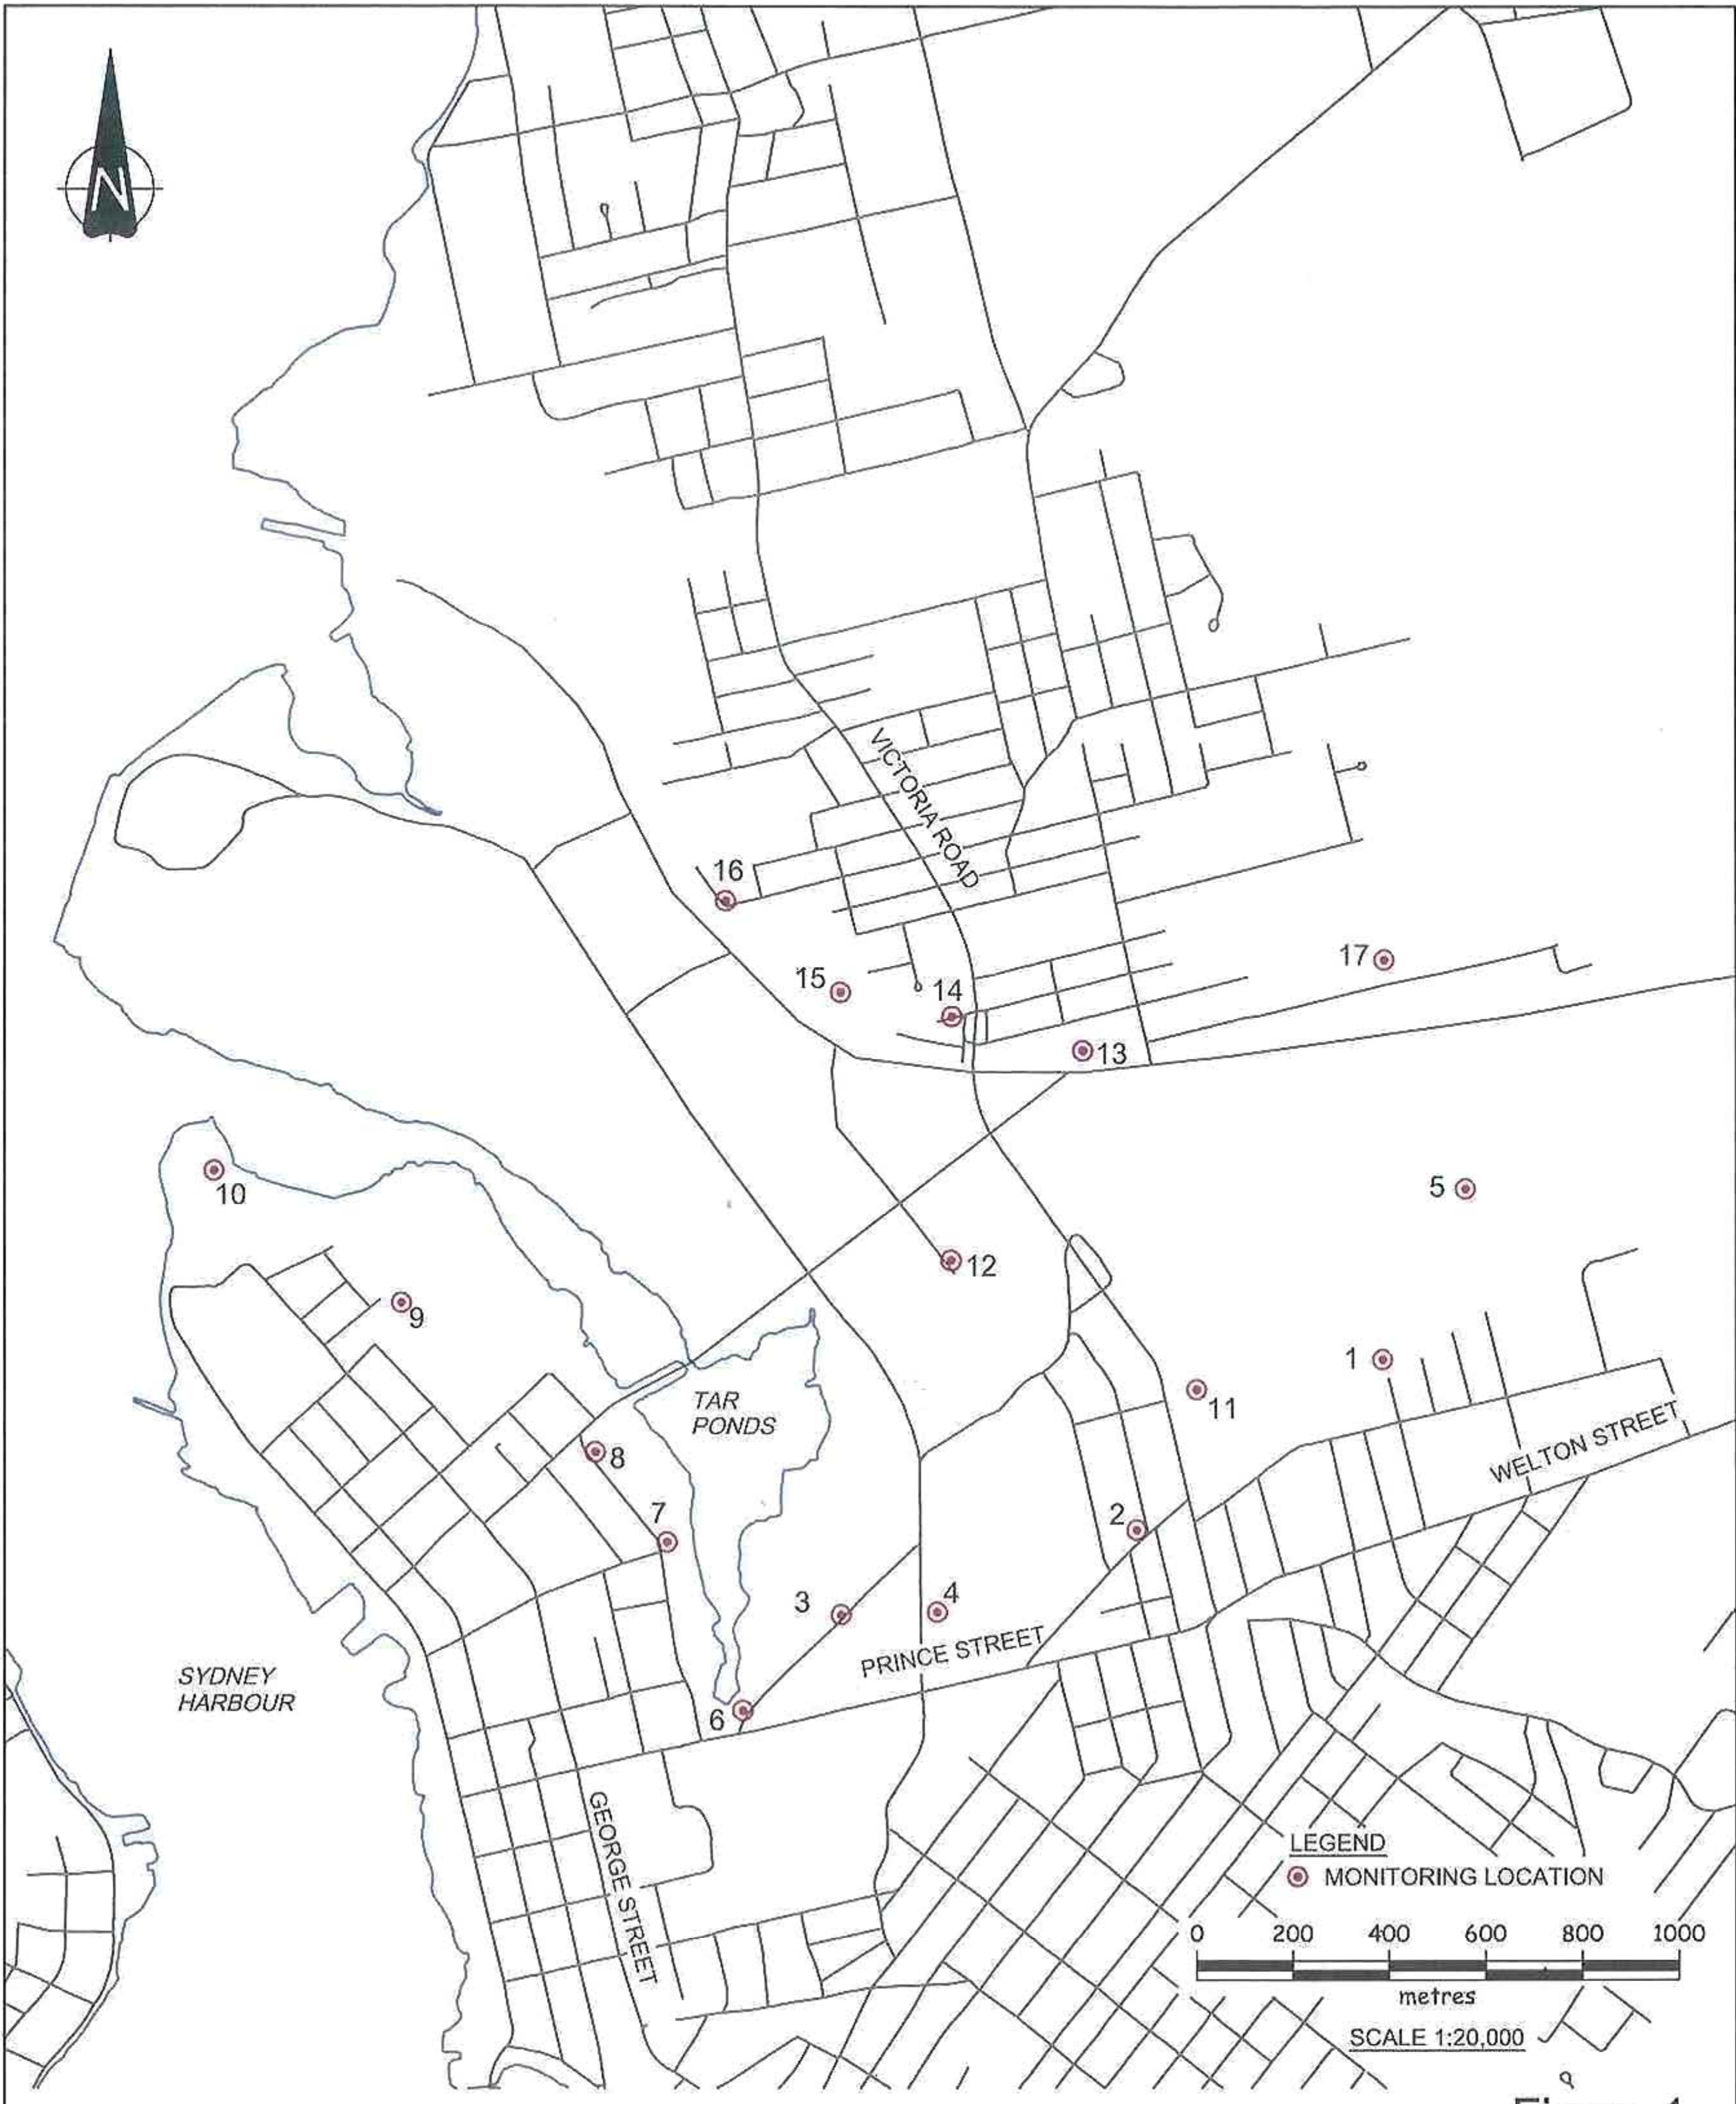 N
VICTORIA ROAD
16
15
14
17
13
10
5
12
9
1
TAR
PONDS
11
WELTON STREET
8
7
2
3
4
PRINCE STREET
SYDNEY
HARBOUR
6
GEORGE STREET
LEGEND
MONITORING LOCATION
0 200 400 600 800 1000
metres
SCALE 1:20,000